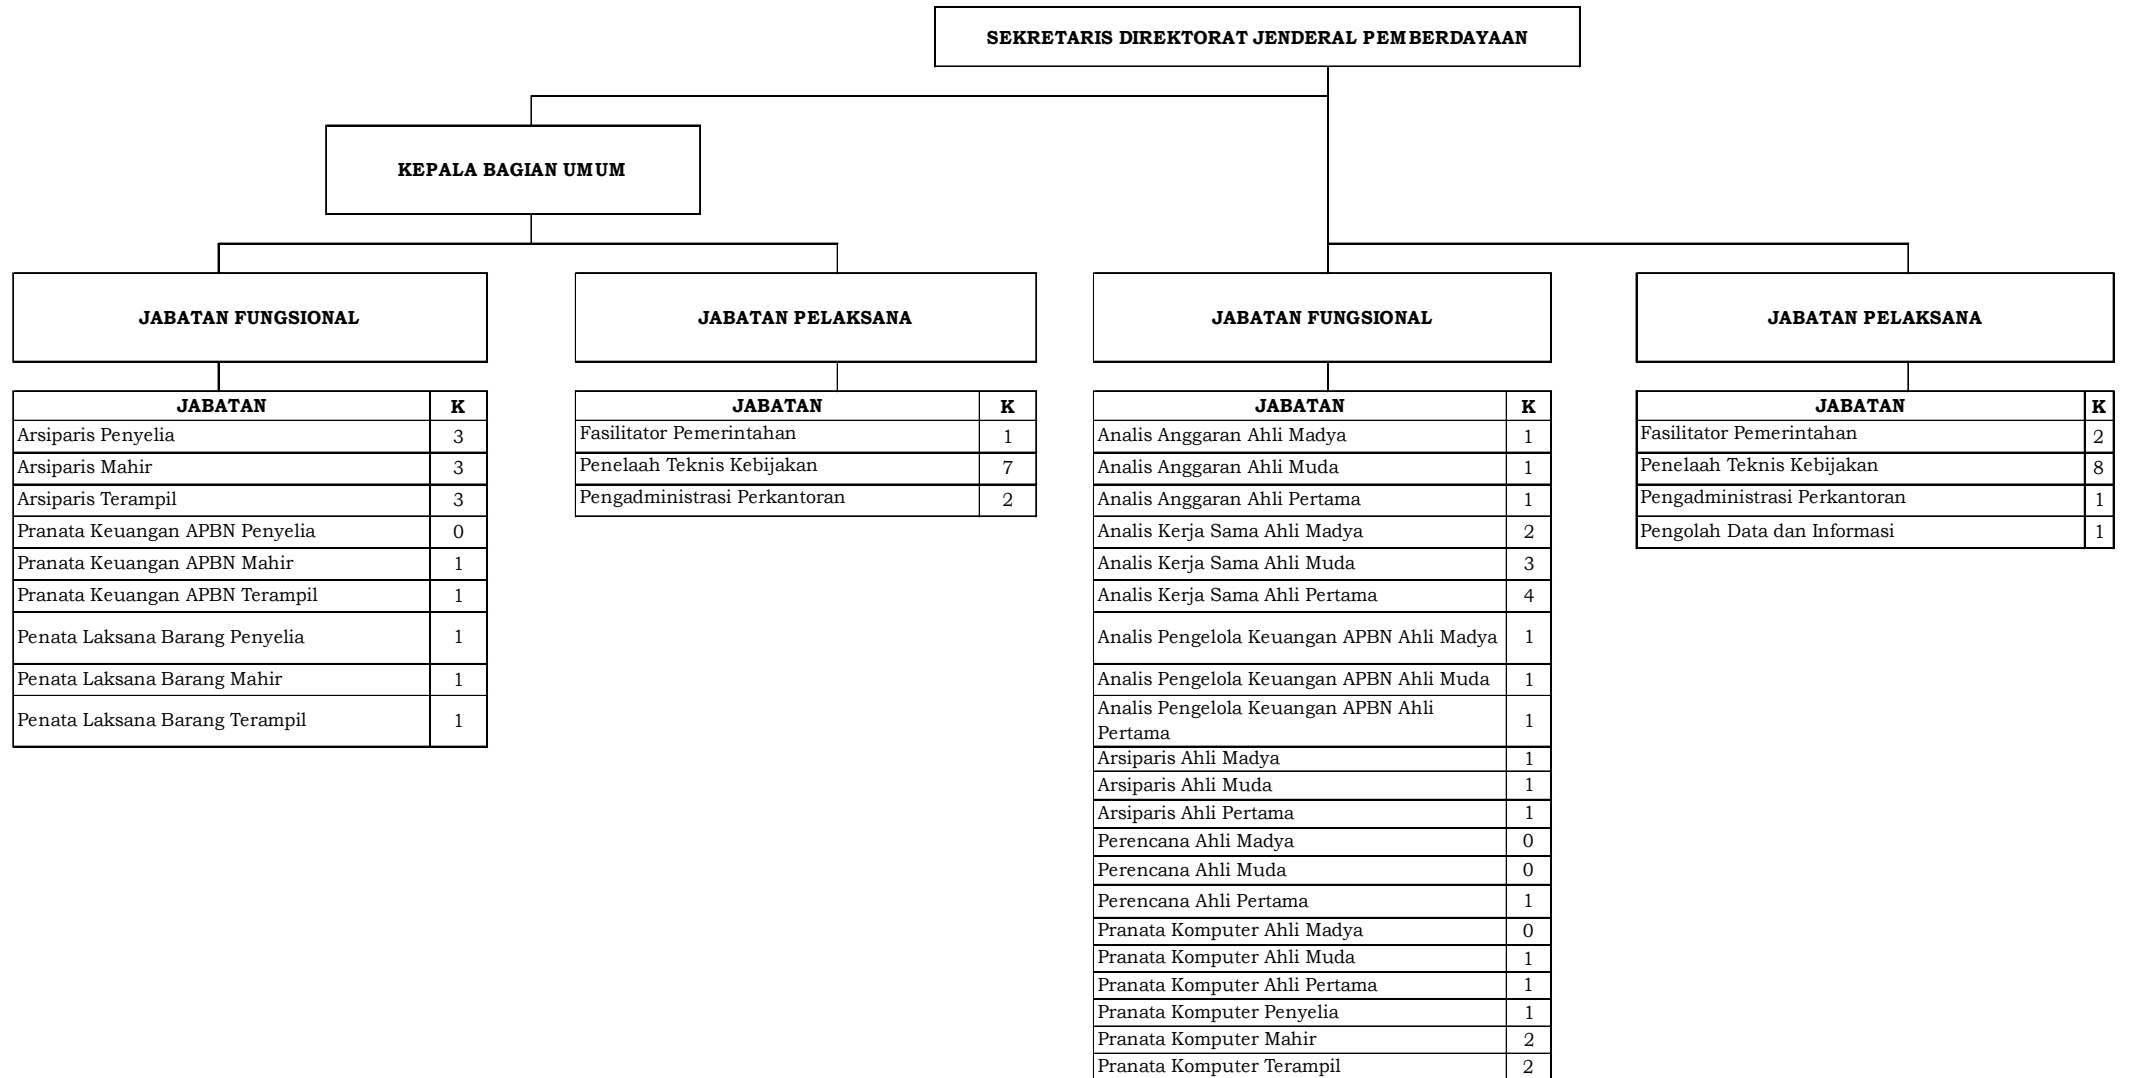 SEKRETARIS DIREKTORAT JENDERAL PEMBERDAYAAN
KEPALA BAGIAN UMUM
JABATAN FUNGSIONAL
JABATAN K
Arsiparis Penyelia 3
Arsiparis Mahir 3
Arsiparis Terampil 3
Pranata Keuangan APBN Penyelia 0
Pranata Keuangan APBN Mahir 1
Pranata Keuangan APBN Terampil 1
Penata Laksana Barang Penyelia 1
Penata Laksana Barang Mahir 1
Penata Laksana Barang Terampil 1
JABATAN PELAKSANA
JABATAN K
Fasilitator Pemerintahan 1
Penelaah Teknis Kebijakan 7
Pengadministrasi Perkantoran 2
JABATAN FUNGSIONAL
JABATAN K
Analis Anggaran Ahli Madya 1
Analis Anggaran Ahli Muda 1
Analis Anggaran Ahli Pertama 1
Analis Kerja Sama Ahli Madya 2
Analis Kerja Sama Ahli Muda 3
Analis Kerja Sama Ahli Pertama 4
Analis Pengelola Keuangan APBN Ahli Madya 1
Analis Pengelola Keuangan APBN Ahli Muda 1
Analis Pengelola Keuangan APBN Ahli
Pertama 1
Arsiparis Ahli Madya 1
Arsiparis Ahli Muda 1
Arsiparis Ahli Pertama 1
Perencana Ahli Madya 0
Perencana Ahli Muda 0
Perencana Ahli Pertama 1
Pranata Komputer Ahli Madya 0
Pranata Komputer Ahli Muda 1
Pranata Komputer Ahli Pertama 1
Pranata Komputer Penyelia 1
Pranata Komputer Mahir 2
Pranata Komputer Terampil 2
JABATAN PELAKSANA
JABATAN K
Fasilitator Pemerintahan 2
Penelaah Teknis Kebijakan 8
Pengadministrasi Perkantoran 1
Pengolah Data dan Informasi 1